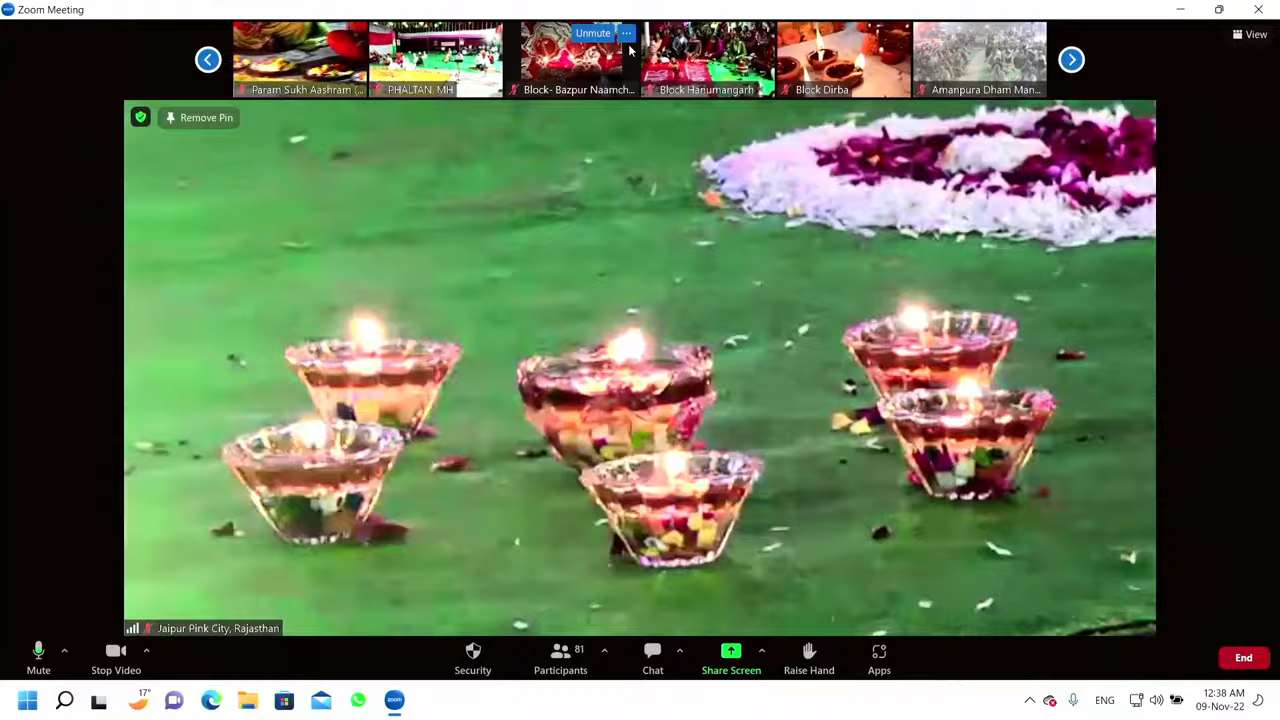 Zoom Meeting
View
Unmute
Param Sukh Aashram (...
PHALTAN, MH
Block- Bazpur Naamch...
Block Hanumangarh
Block Dirba
Amanpura Dham Man...
Remove Pin
Jaipur Pink City, Rajasthan
Mute
Stop Video
Security
Participants
81
Chat
Share Screen
Raise Hand
Apps
End
17°
zoom
ENG
12:38 AM
09-Nov-22